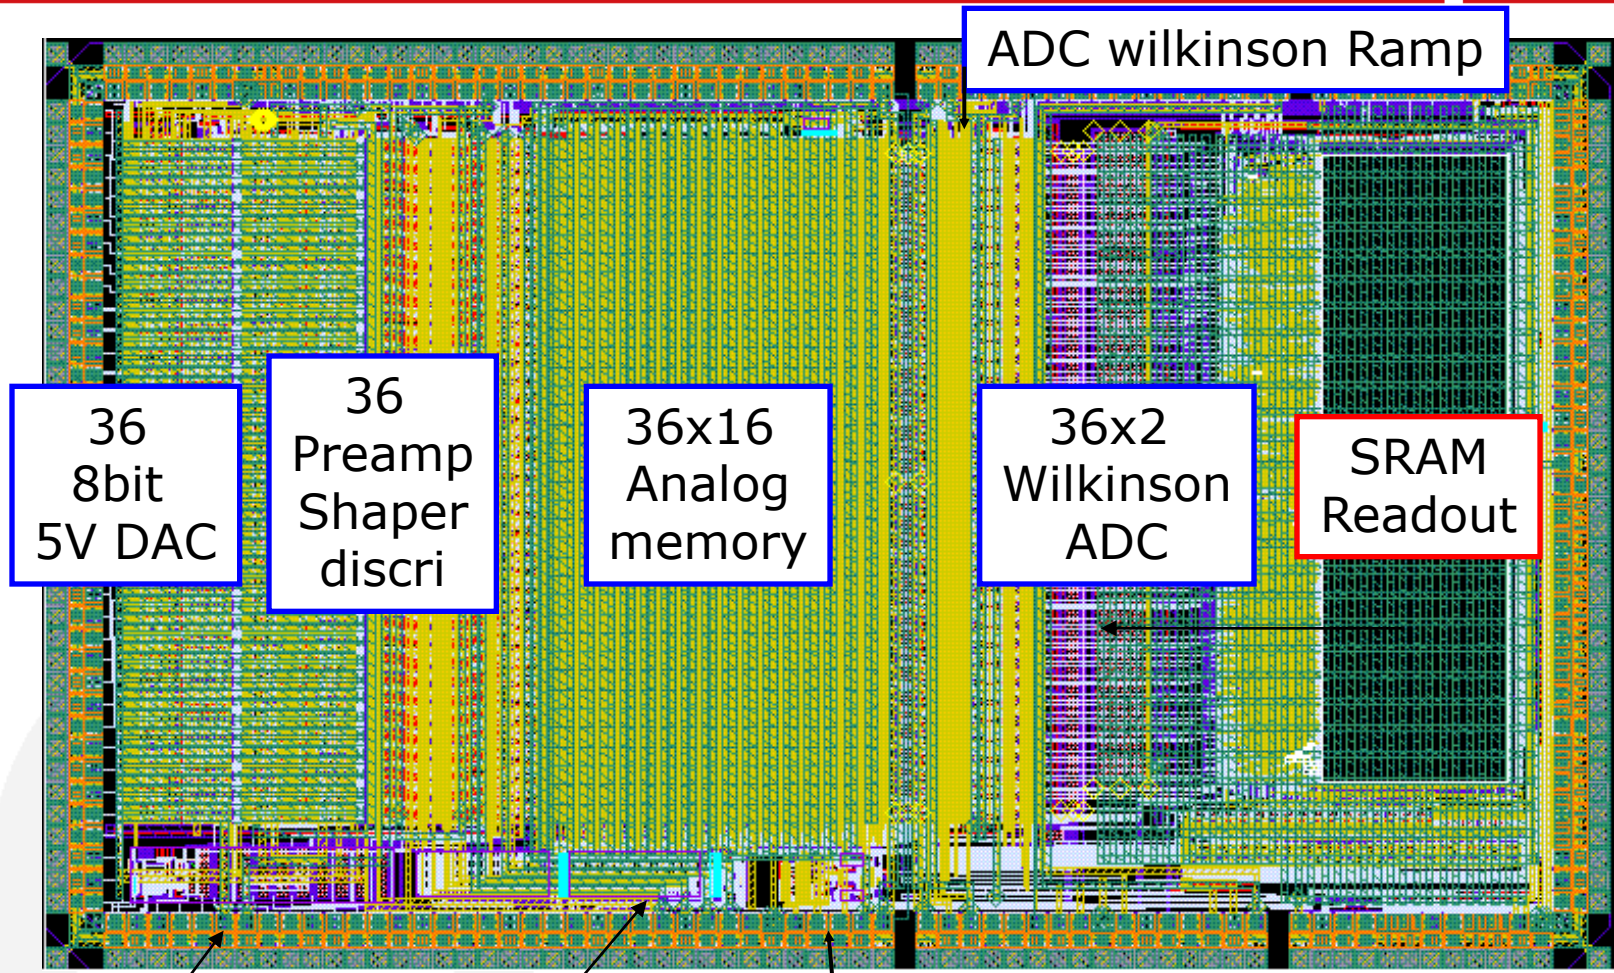 ADC wilkinson Ramp
36
8bit
5V DAC
36
Preamp
Shaper
discri
36x16
Analog
memory
36x2
Wilkinson
ADC
SRAM
Readout